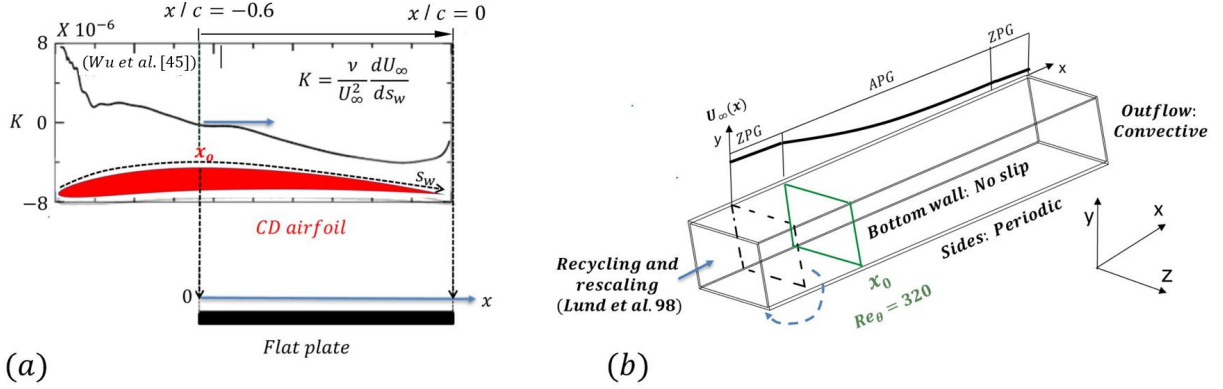 x / c = −0.6
x / c = 0
X 10⁻⁶
8
(Wu et al. [45])
K = ν/U∞² dU∞/ds_w
K
0
x₀
s_w
−8
CD airfoil
0
x
Flat plate
(a)
ZPG
x
APG
U∞(x)
y
ZPG
Outflow:
Convective
Bottom wall: No slip
Sides: Periodic
y
x
z
Recycling and
rescaling
(Lund et al. 98)
x₀
Re_θ = 320
(b)